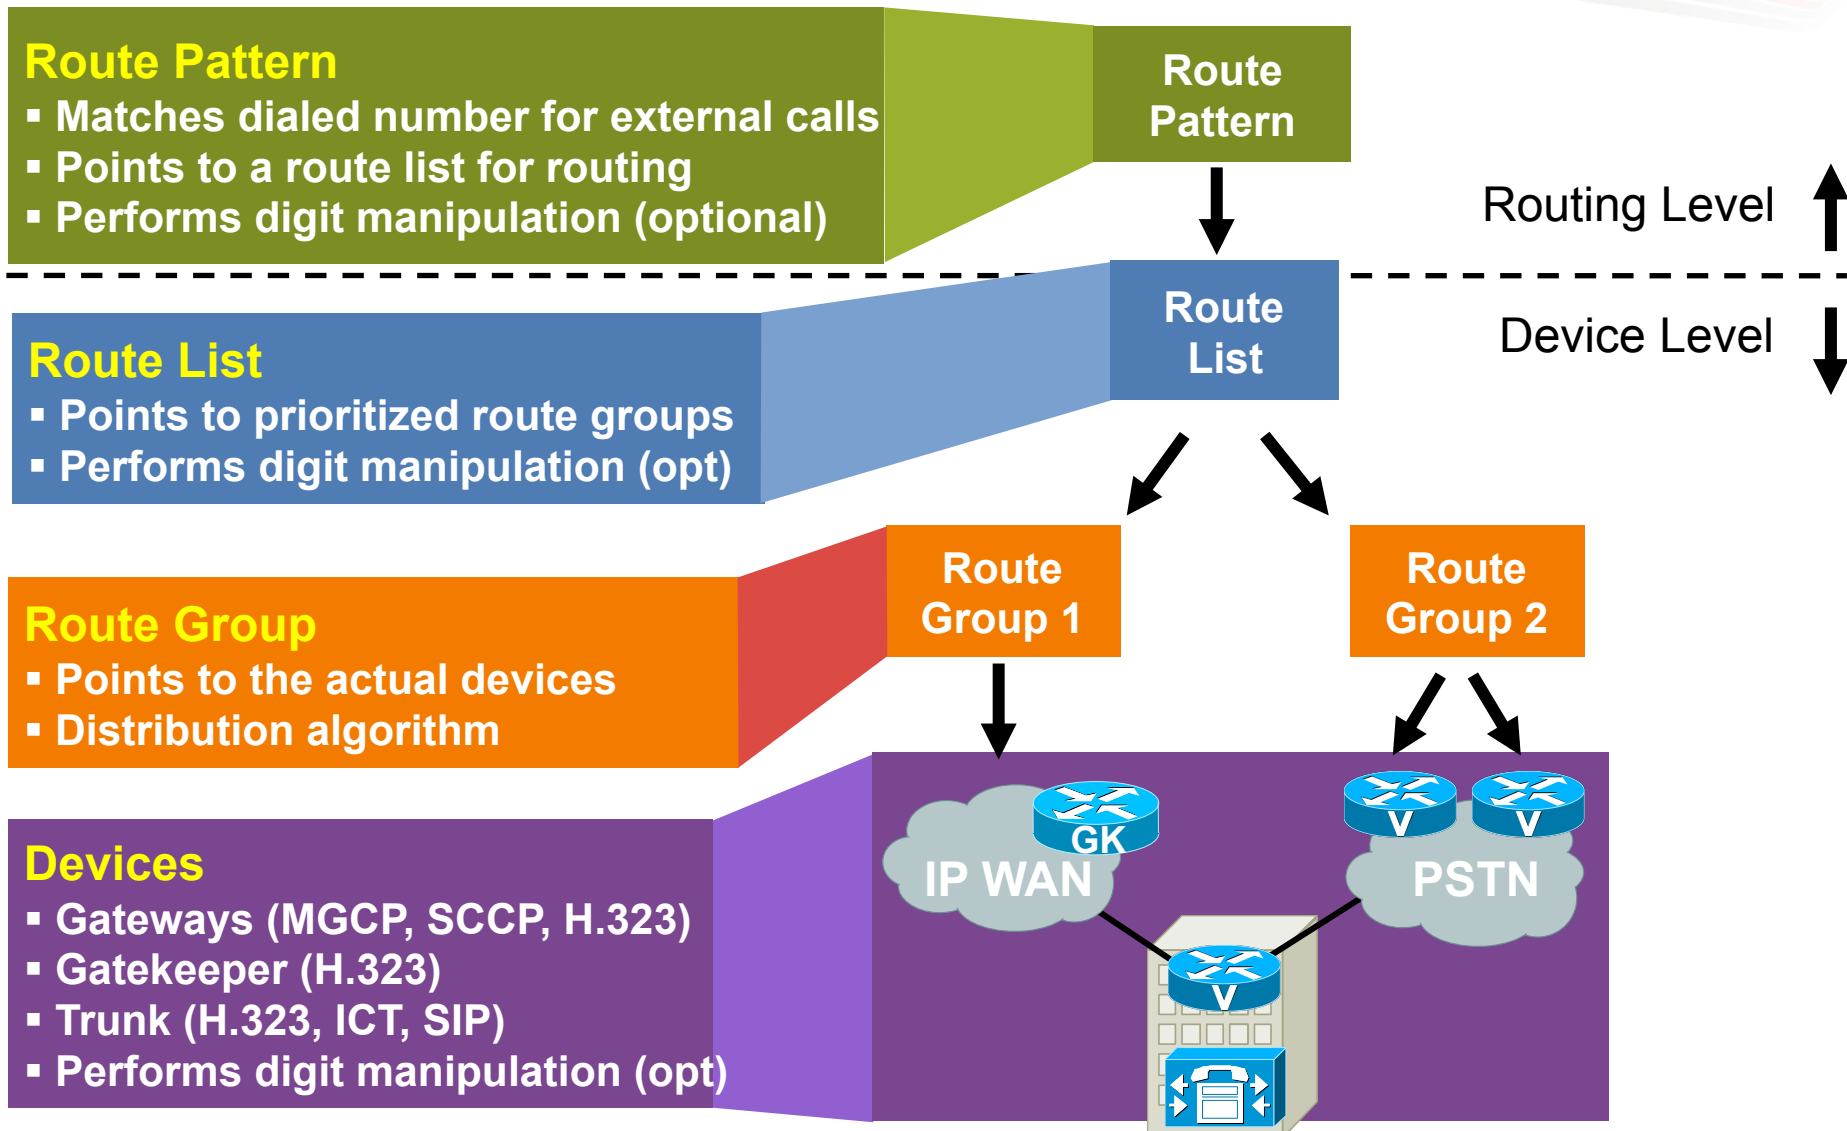 Route Pattern
▪ Matches dialed number for external calls
▪ Points to a route list for routing
▪ Performs digit manipulation (optional)
Route
Pattern
Routing Level
Device Level
Route List
▪ Points to prioritized route groups
▪ Performs digit manipulation (opt)
Route
List
Route Group
▪ Points to the actual devices
▪ Distribution algorithm
Route
Group 1
Route
Group 2
Devices
▪ Gateways (MGCP, SCCP, H.323)
▪ Gatekeeper (H.323)
▪ Trunk (H.323, ICT, SIP)
▪ Performs digit manipulation (opt)
GK
IP WAN
V
V
PSTN
V